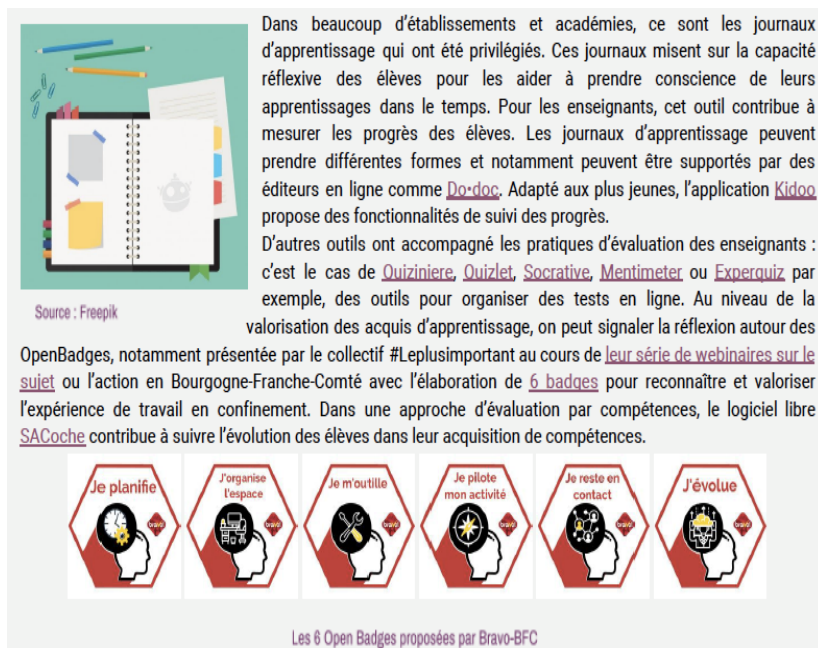 Dans beaucoup d'établissements et académies, ce sont les journaux
d'apprentissage qui ont été privilégiés. Ces journaux misent sur la capacité
réflexive des élèves pour les aider à prendre conscience de leurs
apprentissages dans le temps. Pour les enseignants, cet outil contribue à
mesurer les progrès des élèves. Les journaux d'apprentissage peuvent
prendre différentes formes et notamment peuvent être supportés par des
éditeurs en ligne comme Do•doc. Adapté aux plus jeunes, l'application Kidoo
propose des fonctionnalités de suivi des progrès.
D'autres outils ont accompagné les pratiques d'évaluation des enseignants :
c'est le cas de Quiziniere, Quizlet, Socrative, Mentimeter ou Experquiz par
exemple, des outils pour organiser des tests en ligne. Au niveau de la
Source : Freepik
valorisation des acquis d'apprentissage, on peut signaler la réflexion autour des
OpenBadges, notamment présentée par le collectif #Leplusimportant au cours de leur série de webinaires sur le
sujet ou l'action en Bourgogne-Franche-Comté avec l'élaboration de 6 badges pour reconnaître et valoriser
l'expérience de travail en confinement. Dans une approche d'évaluation par compétences, le logiciel libre
SACoche contribue à suivre l'évolution des élèves dans leur acquisition de compétences.
Je planifie
bravo
J'organise
l'espace
bravo
Je m'outille
bravo
Je pilote
mon activité
bravo
Je reste en
contact
bravo
J'évolue
bravo
Les 6 Open Badges proposées par Bravo-BFC